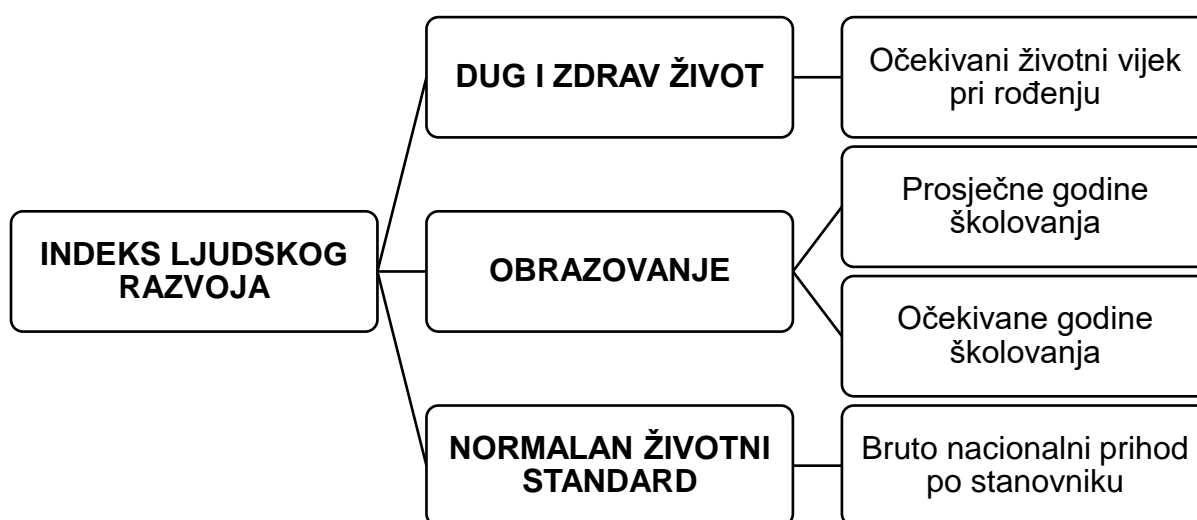 INDEKS LJUDSKOG
RAZVOJA
DUG I ZDRAV ŽIVOT
Očekivani životni vijek
pri rođenju
OBRAZOVANJE
Prosječne godine
školovanja
Očekivane godine
školovanja
NORMALAN ŽIVOTNI
STANDARD
Bruto nacionalni prihod
po stanovniku